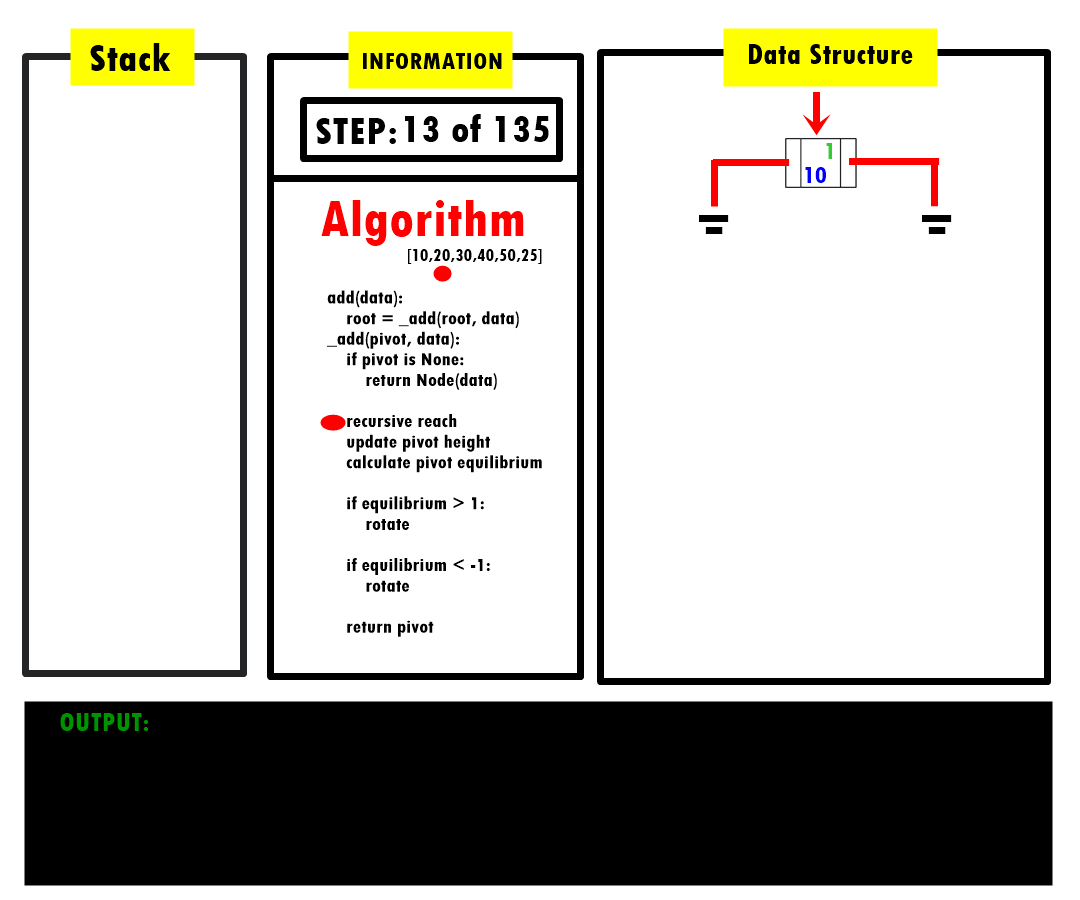 Stack
INFORMATION
STEP: 13 of 135
Algorithm
[10,20,30,40,50,25]
add(data):
root = _add(root, data)
_add(pivot, data):
if pivot is None:
return Node(data)
recursive reach
update pivot height
calculate pivot equilibrium
if equilibrium > 1:
rotate
if equilibrium < -1:
rotate
return pivot
Data Structure
1
10
OUTPUT: